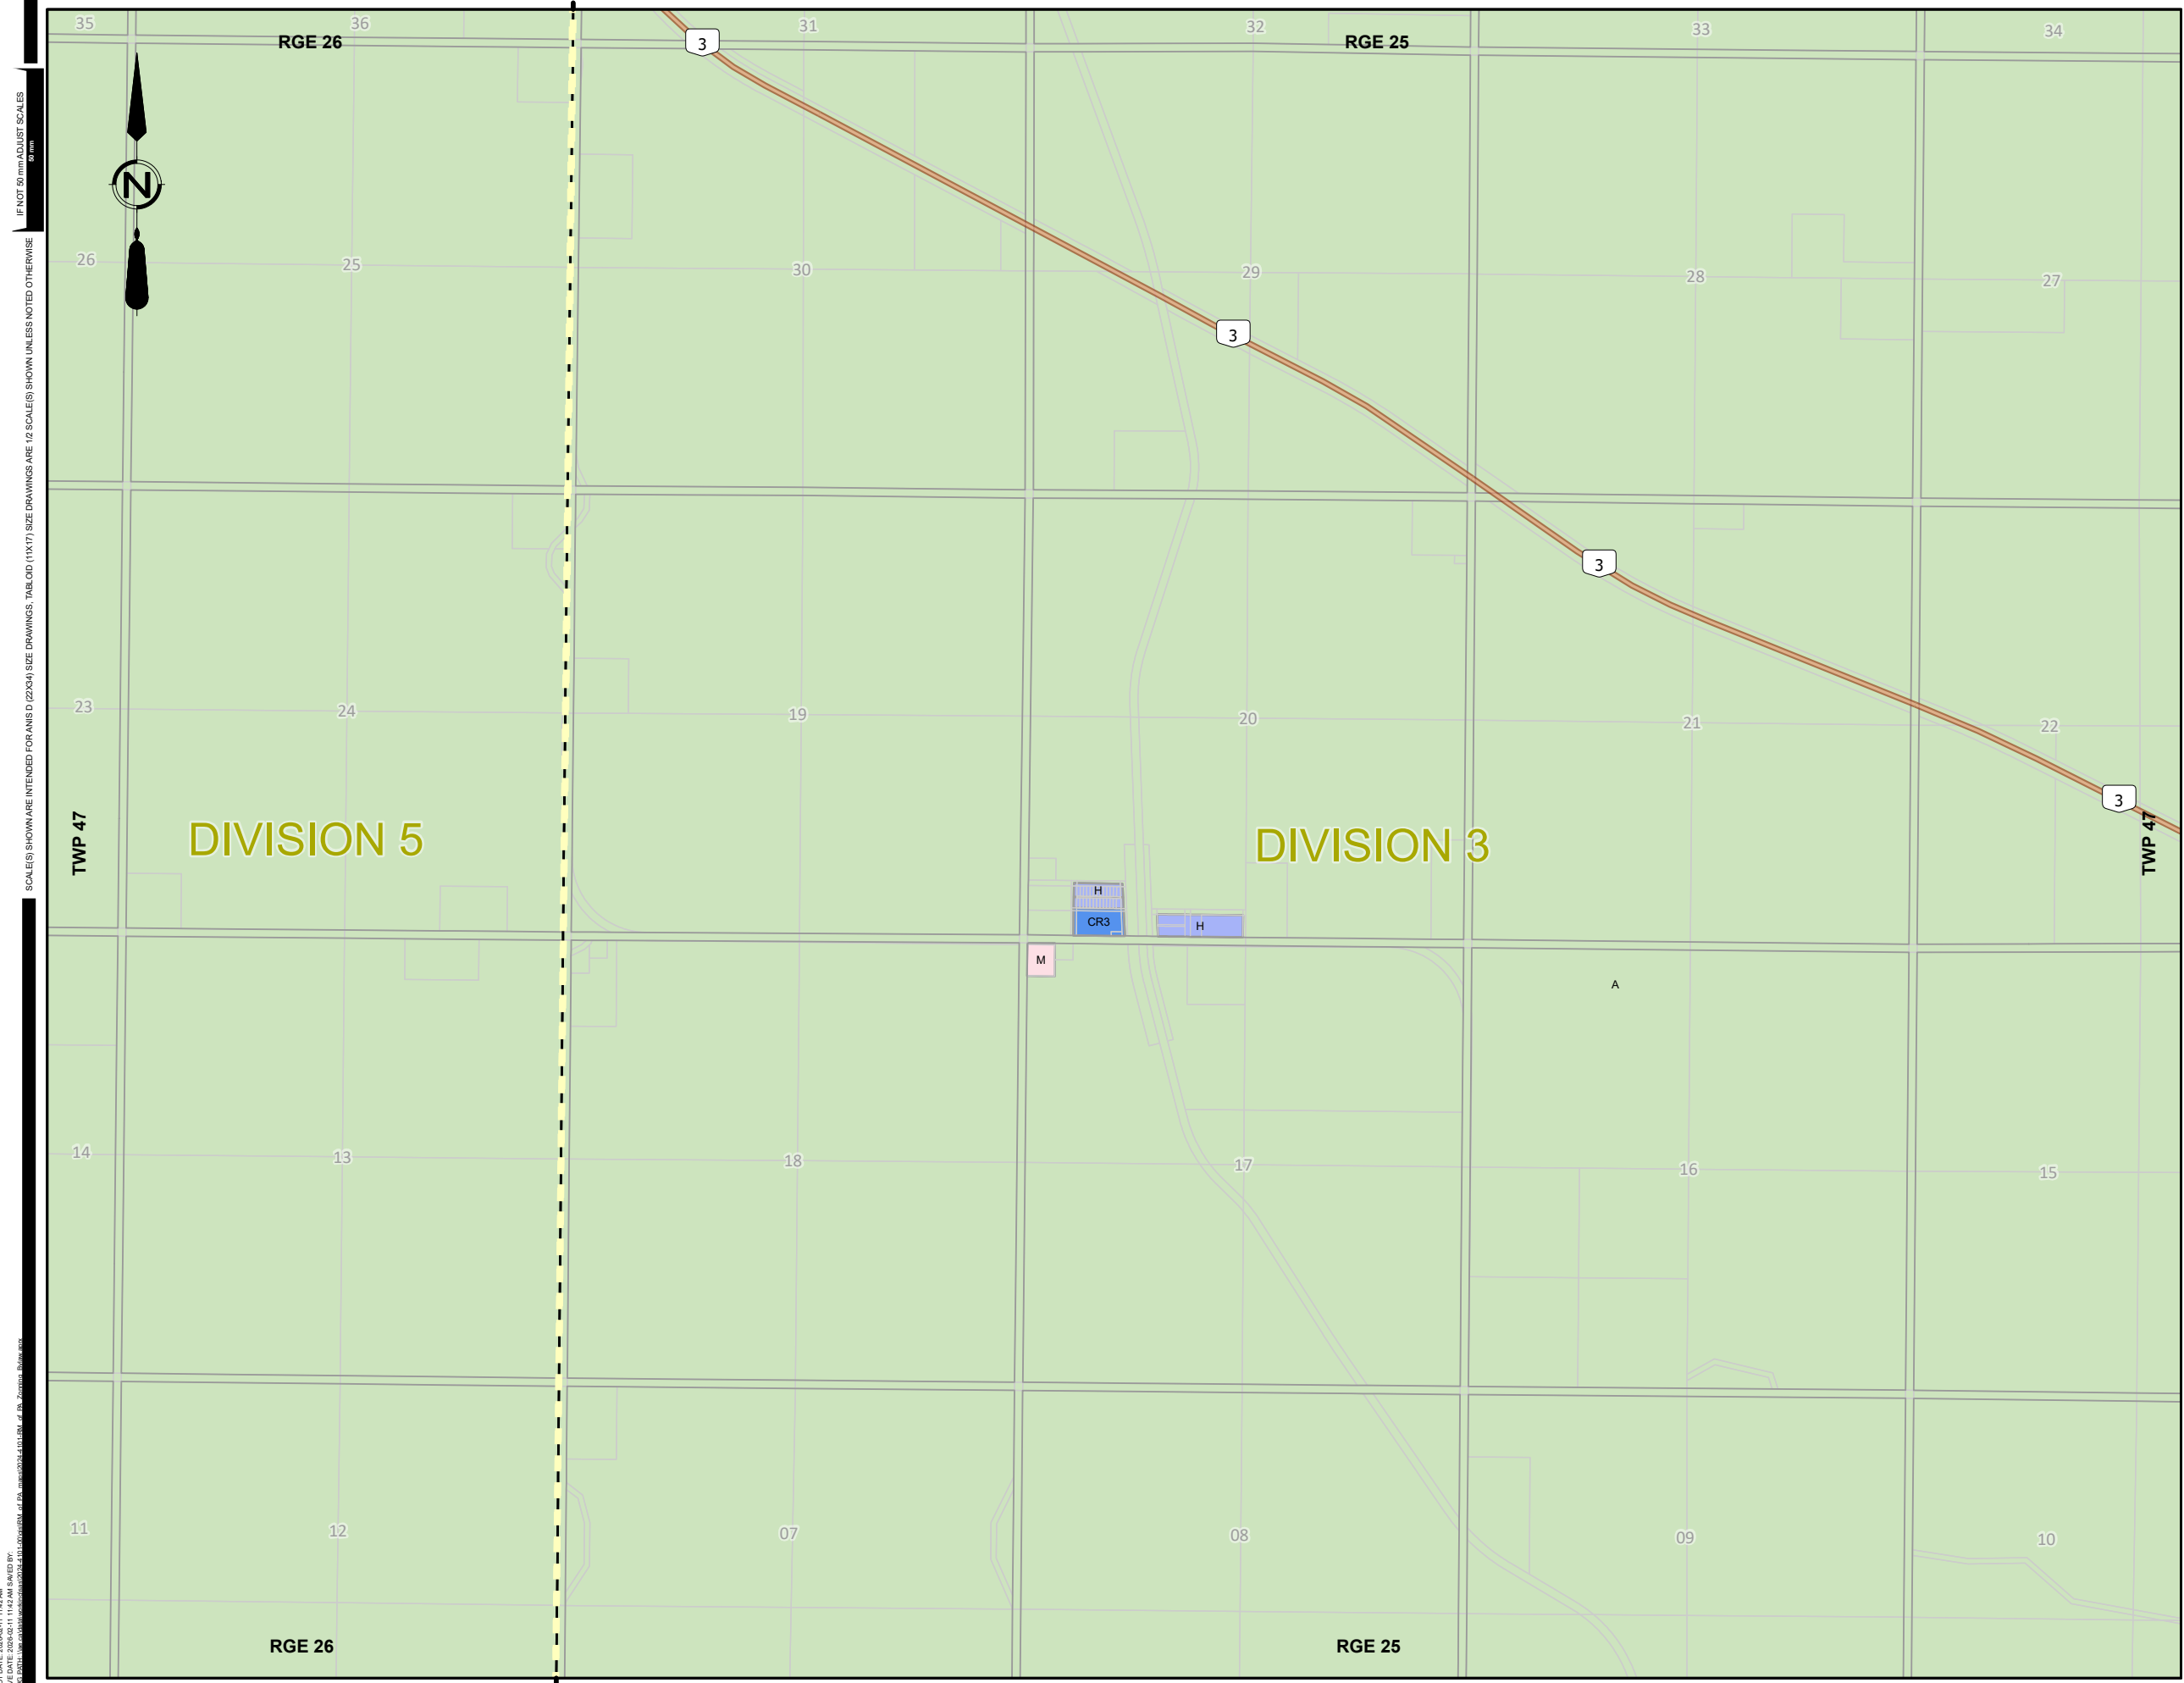 35
36
31
32
33
34
RGE 26
3
RGE 25
N
26
25
30
29
28
27
3
3
23
24
19
20
21
22
3
TWP 47
DIVISION 5
DIVISION 3
TWP 47
H
CR3
H
M
A
14
13
18
17
16
15
11
12
07
08
09
10
RGE 26
RGE 25
IF NOT 50 mm ADJUST SCALES
50 mm
SCALE(S) SHOWN ARE INTENDED FOR ANIS D (22X34) SIZE DRAWINGS. TABLOID (11X17) SIZE DRAWINGS ARE 1/2 SCALE(S) SHOWN UNLESS NOTED OTHERWISE